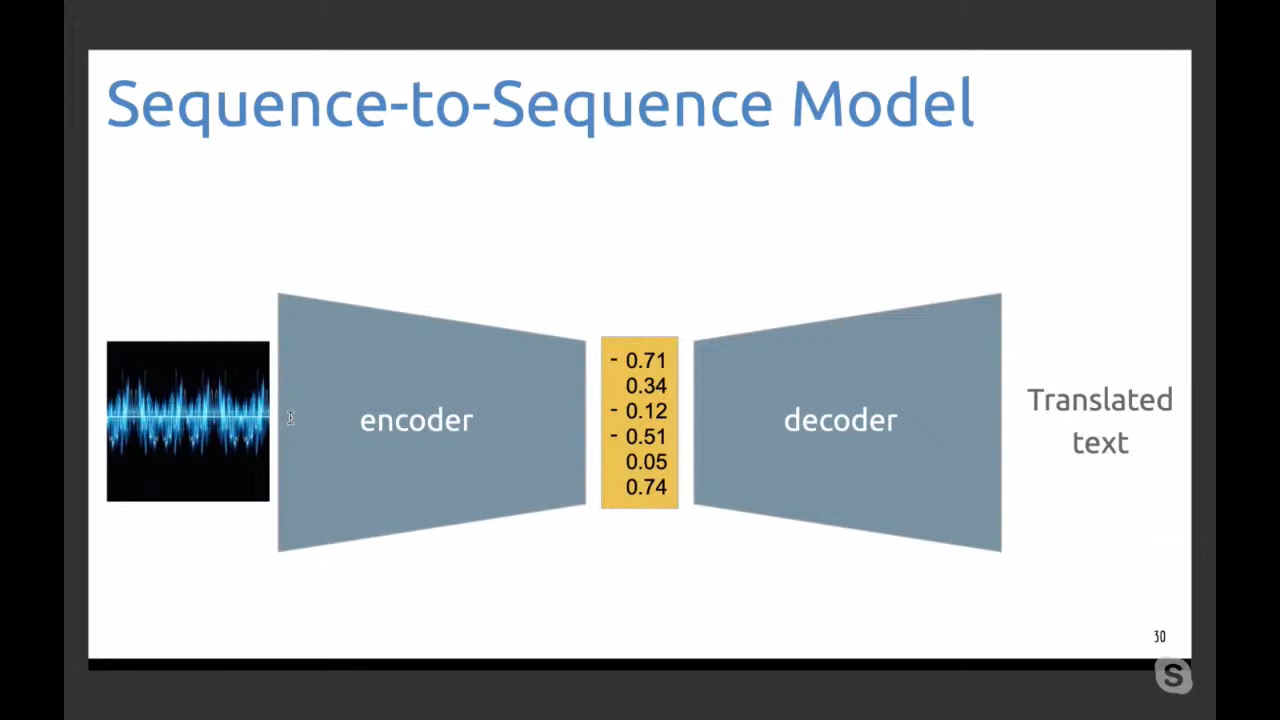 Sequence-to-Sequence Model
encoder
- 0.71
0.34
- 0.12
- 0.51
0.05
0.74
decoder
Translated
text
30
S